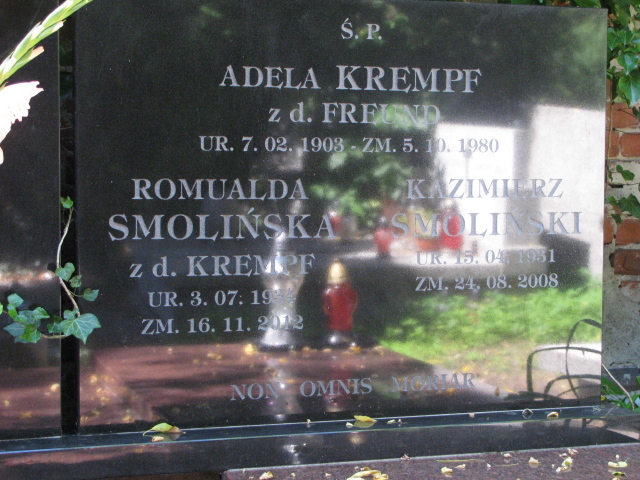 Ś. P.
ADELA KREMPF
z d. FREUND
UR. 7. 02. 1903 - ZM. 5. 10. 1980
ROMUALDA
SMOLIŃSKA
z d. KREMPF
UR. 3. 07.
ZM. 16. 11. 2012
KAZIMIERZ
SMOLIŃSKI
UR. 15. 04. 1931
ZM. 24. 08. 2008
NON OMNIS MORIAR